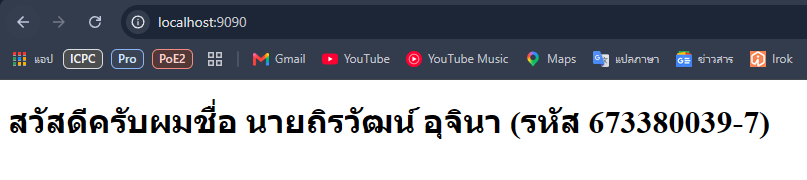 localhost:9090
แอป ICPC Pro PoE2 Gmail YouTube YouTube Music Maps แปลภาษา ข่าวสาร Irok
สวัสดีครับผมชื่อ นายถิรวัฒน์ อุจินา (รหัส 673380039-7)